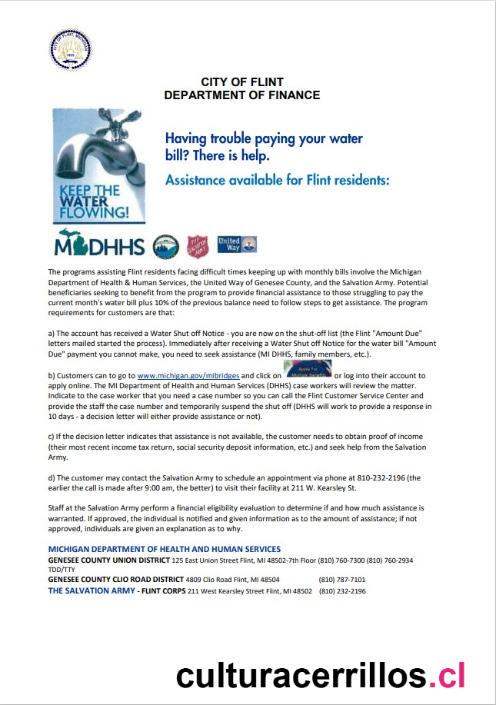 CITY OF FLINT
DEPARTMENT OF FINANCE
KEEP THE
WATER
FLOWING!
Having trouble paying your water
bill? There is help.
Assistance available for Flint residents:
MDHHS
United
Way
The programs assisting Flint residents facing difficult times keeping up with monthly bills involve the Michigan
Department of Health & Human Services, the United Way of Genesee County, and the Salvation Army. Potential
beneficiaries seeking to benefit from the program to provide financial assistance to those struggling to pay the
current month's water bill plus 10% of the previous balance need to follow steps to get assistance. The program
requirements for customers are that:
a) The account has received a Water Shut off Notice - you are now on the shut-off list (the Flint "Amount Due"
letters mailed started the process). Immediately after receiving a Water Shut off Notice for the water bill "Amount
Due" payment you cannot make, you need to seek assistance (MI DHHS, family members, etc.).
b) Customers can to go to www.michigan.gov/mibridges and click on Apply For Multiple Benefits or log into their account to
apply online. The MI Department of Health and Human Services (DHHS) case workers will review the matter.
Indicate to the case worker that you need a case number so you can call the Flint Customer Service Center and
provide the staff the case number and temporarily suspend the shut off (DHHS will work to provide a response in
10 days - a decision letter will either provide assistance or not).
c) If the decision letter indicates that assistance is not available, the customer needs to obtain proof of income
(their most recent income tax return, social security deposit information, etc.) and seek help from the Salvation
Army.
d) The customer may contact the Salvation Army to schedule an appointment via phone at 810-232-2196 (the
earlier the call is made after 9:00 am, the better) to visit their facility at 211 W. Kearsley St.
Staff at the Salvation Army perform a financial eligibility evaluation to determine if and how much assistance is
warranted. If approved, the individual is notified and given information as to the amount of assistance; if not
approved, individuals are given an explanation as to why.
MICHIGAN DEPARTMENT OF HEALTH AND HUMAN SERVICES
GENESEE COUNTY UNION DISTRICT 125 East Union Street Flint, MI 48502-7th Floor (810) 760-7300 (810) 760-2934
TDD/TTY
GENESEE COUNTY CLIO ROAD DISTRICT 4809 Clio Road Flint, MI 48504 (810) 787-7101
THE SALVATION ARMY - FLINT CORPS 211 West Kearsley Street Flint, MI 48502 (810) 232-2196
culturacerrillos.cl